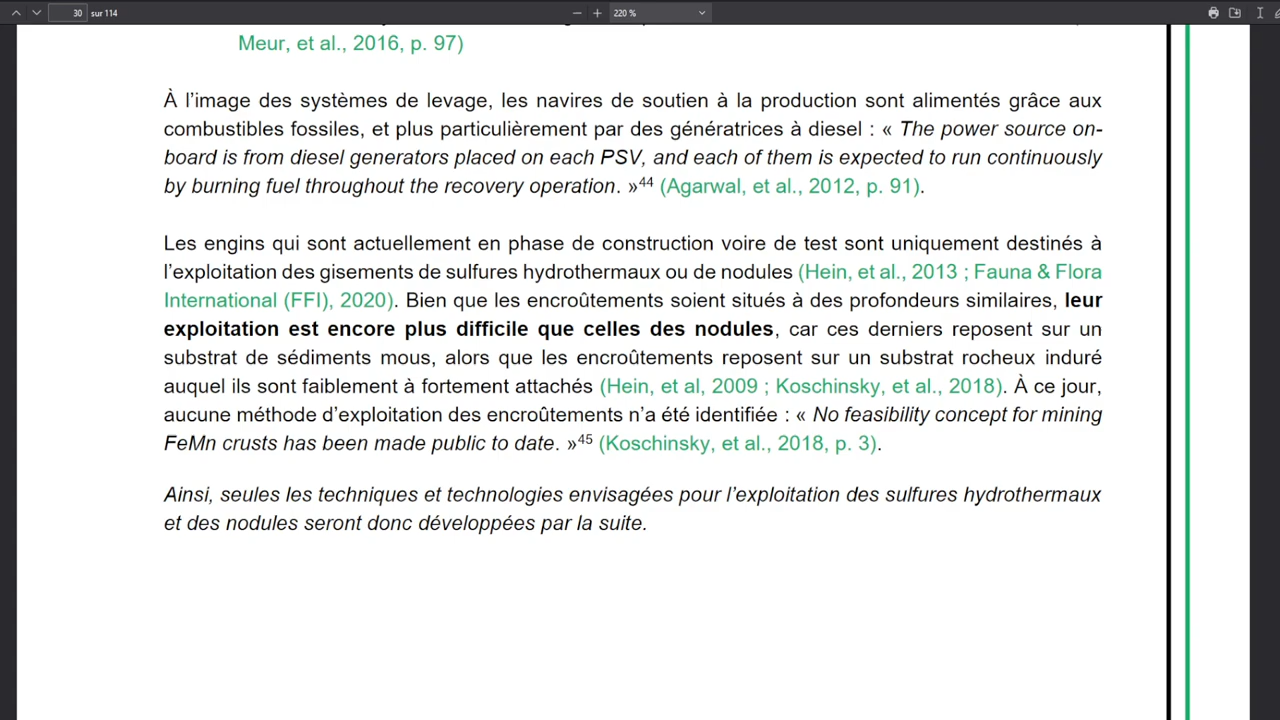 30 sur 114
220 %
Meur, et al., 2016, p. 97)
À l’image des systèmes de levage, les navires de soutien à la production sont alimentés grâce aux
combustibles fossiles, et plus particulièrement par des génératrices à diesel : « The power source on-
board is from diesel generators placed on each PSV, and each of them is expected to run continuously
by burning fuel throughout the recovery operation. »44 (Agarwal, et al., 2012, p. 91).
Les engins qui sont actuellement en phase de construction voire de test sont uniquement destinés à
l’exploitation des gisements de sulfures hydrothermaux ou de nodules (Hein, et al., 2013 ; Fauna & Flora
International (FFI), 2020). Bien que les encroûtements soient situés à des profondeurs similaires, leur
exploitation est encore plus difficile que celles des nodules, car ces derniers reposent sur un
substrat de sédiments mous, alors que les encroûtements reposent sur un substrat rocheux induré
auquel ils sont faiblement à fortement attachés (Hein, et al, 2009 ; Koschinsky, et al., 2018). À ce jour,
aucune méthode d’exploitation des encroûtements n’a été identifiée : « No feasibility concept for mining
FeMn crusts has been made public to date. »45 (Koschinsky, et al., 2018, p. 3).
Ainsi, seules les techniques et technologies envisagées pour l’exploitation des sulfures hydrothermaux
et des nodules seront donc développées par la suite.